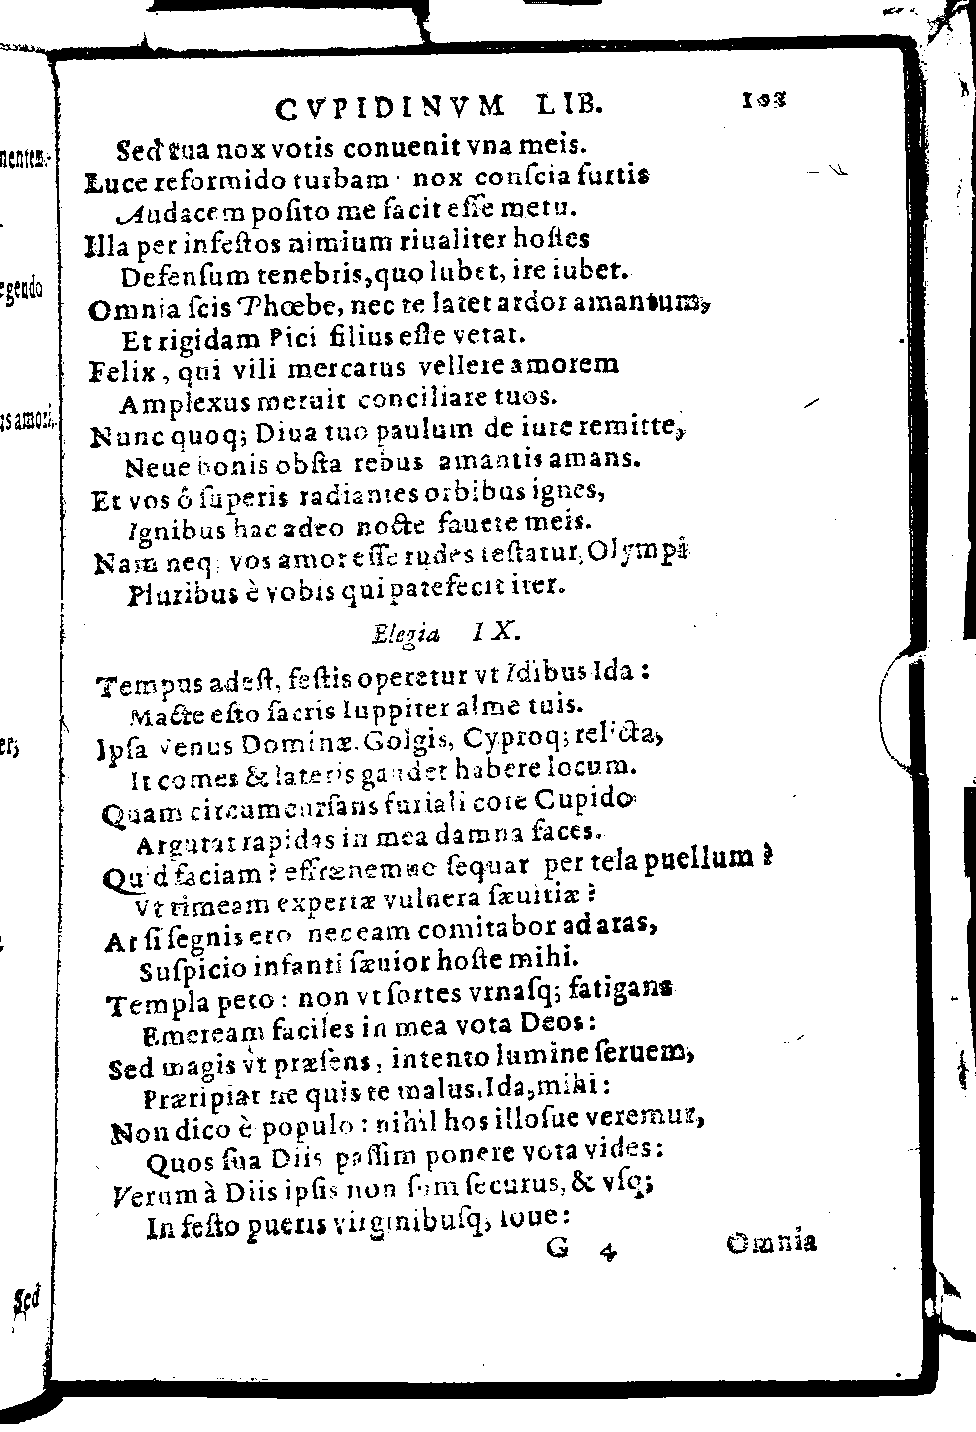 CVPIDINVM LIB. 103
Sed tua nox votis conuenit vna meis.
Luce reformido turbam nox conſcia furtis
Audacem poſito me facit eſſe metu.
Illa per infeſtos nimium riualiter hoſtes
Defenſum tenebris, quo lubet, ire iubet.
Omnia ſcis Phœbe, nec te latet ardor amantum,
Et rigidam Pici filius eſſe vetat.
Felix, qui vili mercatus vellere amorem
Amplexus meruit conciliare tuos.
Nunc quoq; Diua tuo paulum de iure remitte,
Neue bonis obſta rebus amantis amans.
Et vos ô ſuperis radiantes orbibus ignes,
Ignibus hac adeo nocte fauete meis.
Nam neq; vos amor eſſe rudes teſtatur, Olympi
Pluribus è vobis qui patefecit iter.
Elegia IX.
Tempus adeſt, feſtis operetur vt Idibus Ida:
Macte eſto ſacris Iuppiter alme tuis.
Ipſa Venus Dominæ. Golgis, Cyproq; relicta,
It comes & lateris gaudet habere locum.
Quam circumcurſans furiali core Cupido
Argutat rapidas in mea damna faces.
Quid faciam? effrænemne ſequar per tela puellum?
Vt timeam expertæ vulnera ſæuitiæ?
At ſi ſegnis ero nec eam comitabor ad aras,
Suſpicio infanti ſæuior hoſte mihi.
Templa peto: non vt ſortes vrnaſq; fatigans
Emeream faciles in mea vota Deos:
Sed magis vt præſens, intento lumine ſeruem,
Præripiat ne quis te malus, Ida, mihi:
Non dico è populo: nihil hos illoſue veremur,
Quos ſua Diis paſſim ponere vota vides:
Verum à Diis ipſis non ſum ſecurus, & vſq;
In feſto pueris virginibuſq; Ioue:
G 4 Omnia
egendo
us amori,
er,
Sed